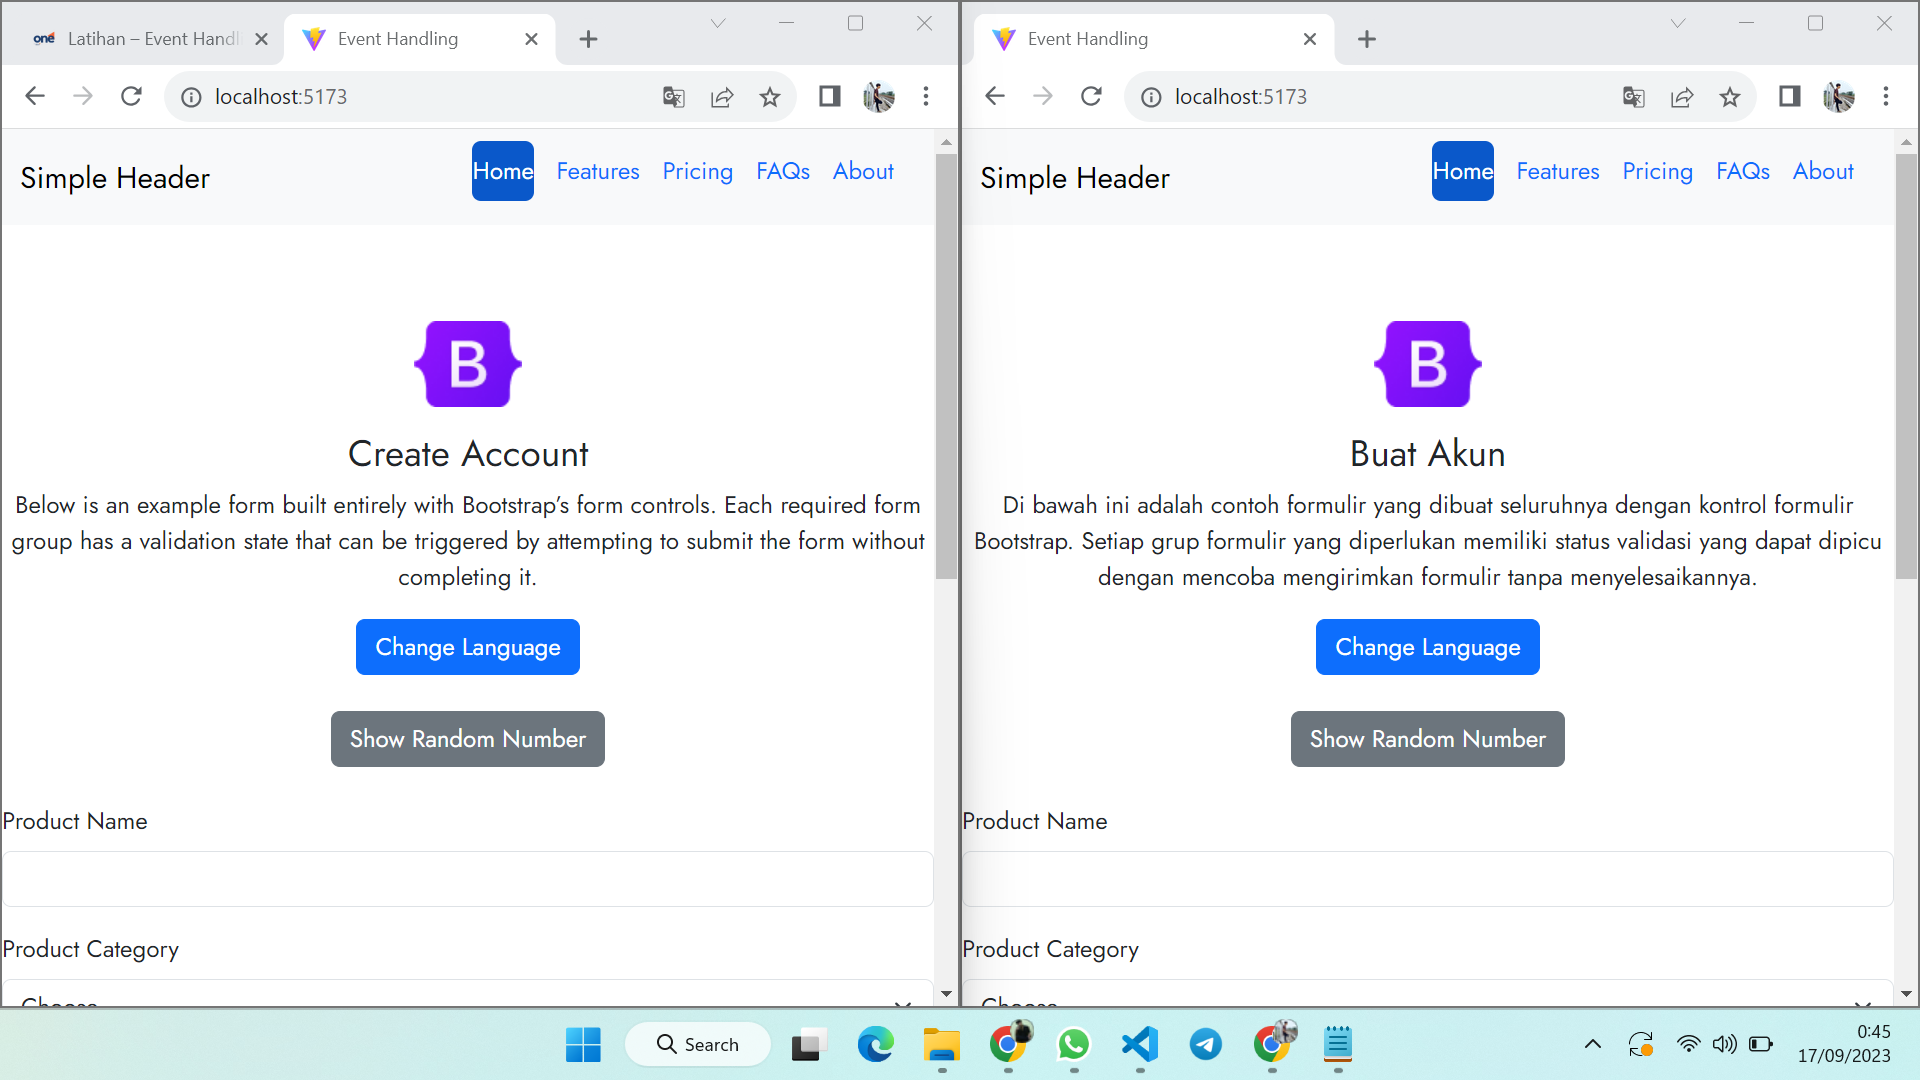 one
Latihan – Event Handl
Event Handling
localhost:5173
Simple Header
Home
Features
Pricing
FAQs
About
B
Create Account
Below is an example form built entirely with Bootstrap’s form controls. Each required form
group has a validation state that can be triggered by attempting to submit the form without
completing it.
Change Language
Show Random Number
Product Name
Product Category
Choose
Event Handling
localhost:5173
Simple Header
Home
Features
Pricing
FAQs
About
B
Buat Akun
Di bawah ini adalah contoh formulir yang dibuat seluruhnya dengan kontrol formulir
Bootstrap. Setiap grup formulir yang diperlukan memiliki status validasi yang dapat dipicu
dengan mencoba mengirimkan formulir tanpa menyelesaikannya.
Change Language
Show Random Number
Product Name
Product Category
Choose
Search
0:45
17/09/2023